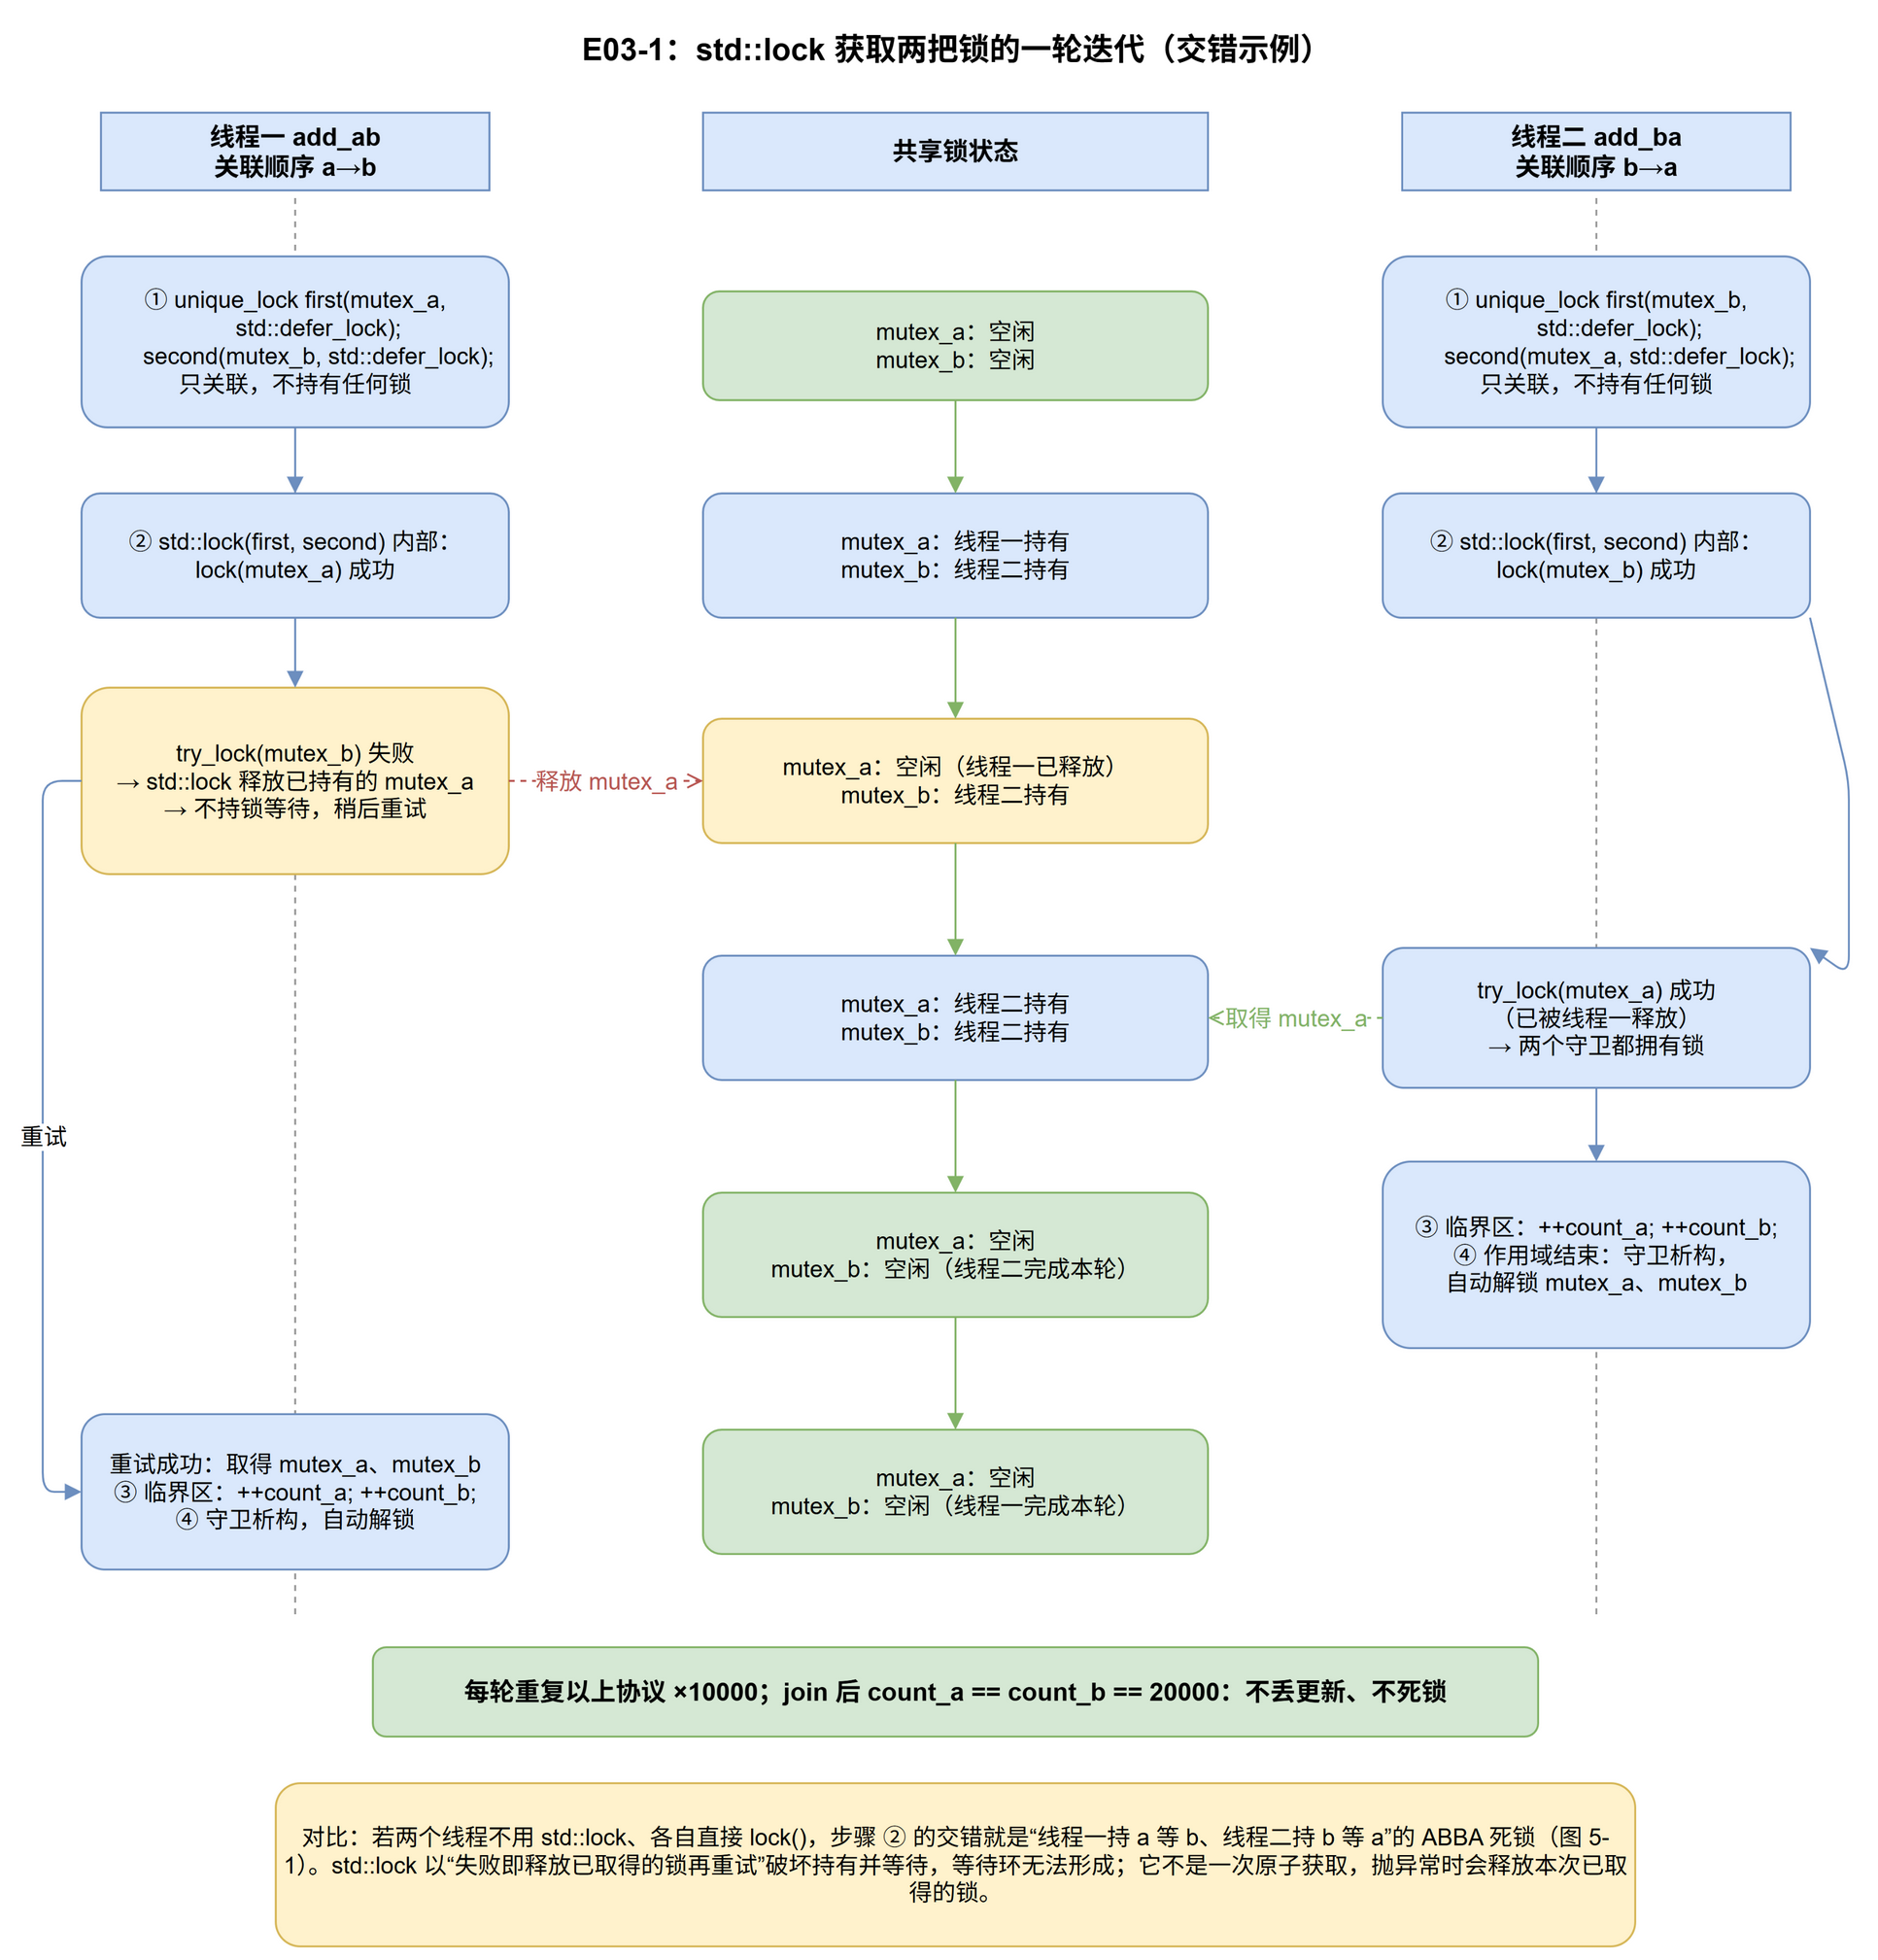 E03-1：std::lock 获取两把锁的一轮迭代（交错示例）
线程一 add_ab
关联顺序 a→b
共享锁状态
线程二 add_ba
关联顺序 b→a
① unique_lock first(mutex_a,
std::defer_lock);
second(mutex_b, std::defer_lock);
只关联，不持有任何锁
mutex_a：空闲
mutex_b：空闲
① unique_lock first(mutex_b,
std::defer_lock);
second(mutex_a, std::defer_lock);
只关联，不持有任何锁
② std::lock(first, second) 内部：
lock(mutex_a) 成功
mutex_a：线程一持有
mutex_b：线程二持有
② std::lock(first, second) 内部：
lock(mutex_b) 成功
try_lock(mutex_b) 失败
→ std::lock 释放已持有的 mutex_a
→ 不持锁等待，稍后重试
释放 mutex_a
mutex_a：空闲（线程一已释放）
mutex_b：线程二持有
mutex_a：线程二持有
mutex_b：线程二持有
取得 mutex_a
try_lock(mutex_a) 成功
（已被线程一释放）
→ 两个守卫都拥有锁
重试
mutex_a：空闲
mutex_b：空闲（线程二完成本轮）
③ 临界区：++count_a; ++count_b;
④ 作用域结束：守卫析构，
自动解锁 mutex_a、mutex_b
重试成功：取得 mutex_a、mutex_b
③ 临界区：++count_a; ++count_b;
④ 守卫析构，自动解锁
mutex_a：空闲
mutex_b：空闲（线程一完成本轮）
每轮重复以上协议 ×10000；join 后 count_a == count_b == 20000：不丢更新、不死锁
对比：若两个线程不用 std::lock、各自直接 lock()，步骤 ② 的交错就是“线程一持 a 等 b、线程二持 b 等 a”的 ABBA 死锁（图 5-
1）。std::lock 以“失败即释放已取得的锁再重试”破坏持有并等待，等待环无法形成；它不是一次原子获取，抛异常时会释放本次已取
得的锁。